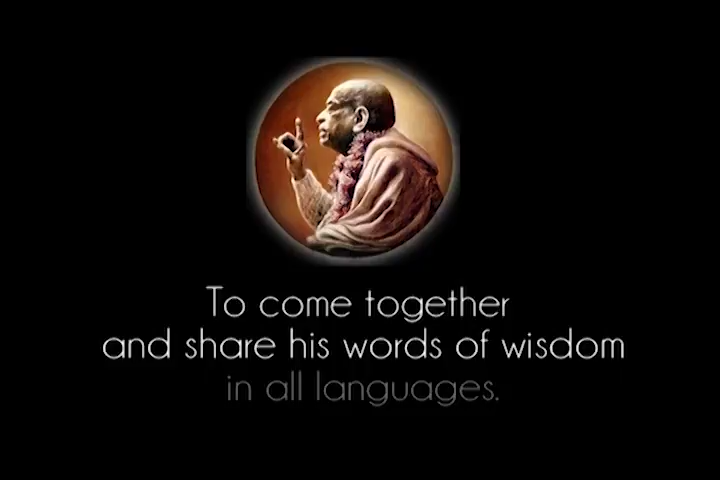 To come together
and share his words of wisdom
in all languages.